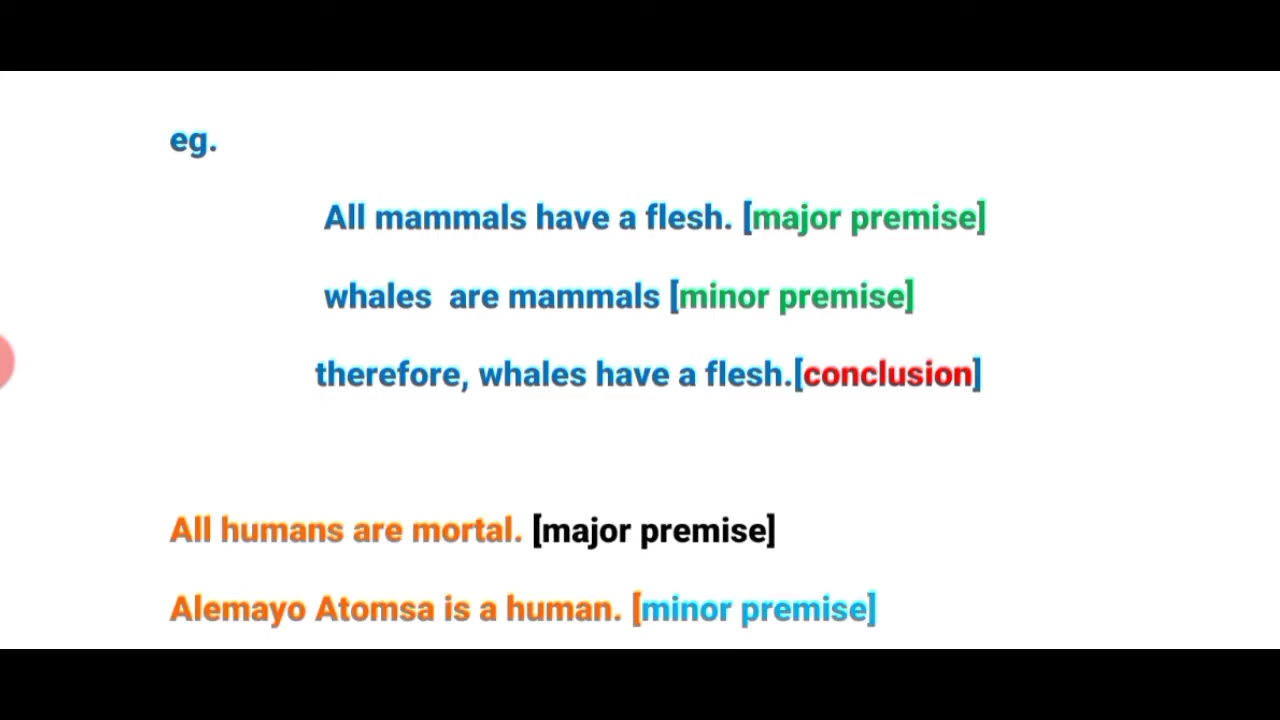 eg.
All mammals have a flesh. [major premise]
whales are mammals [minor premise]
therefore, whales have a flesh.[conclusion]
All humans are mortal. [major premise]
Alemayo Atomsa is a human. [minor premise]